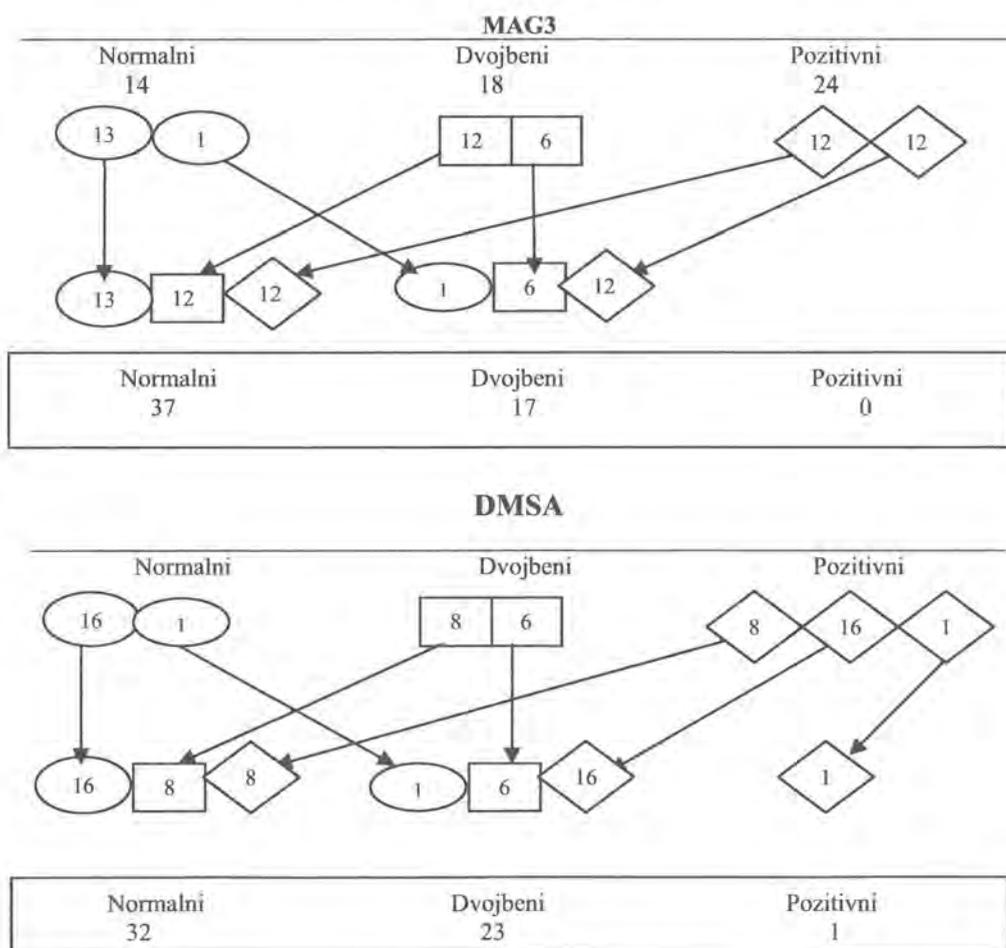 MAG3
Normalni Dvojbeni Pozitivni
14 18 24
13 1 12 6 12 12
13 12 12 1 6 12
Normalni Dvojbeni Pozitivni
37 17 0
DMSA
Normalni Dvojbeni Pozitivni
16 1 8 6 8 16 1
16 8 8 1 6 16 1
Normalni Dvojbeni Pozitivni
32 23 1